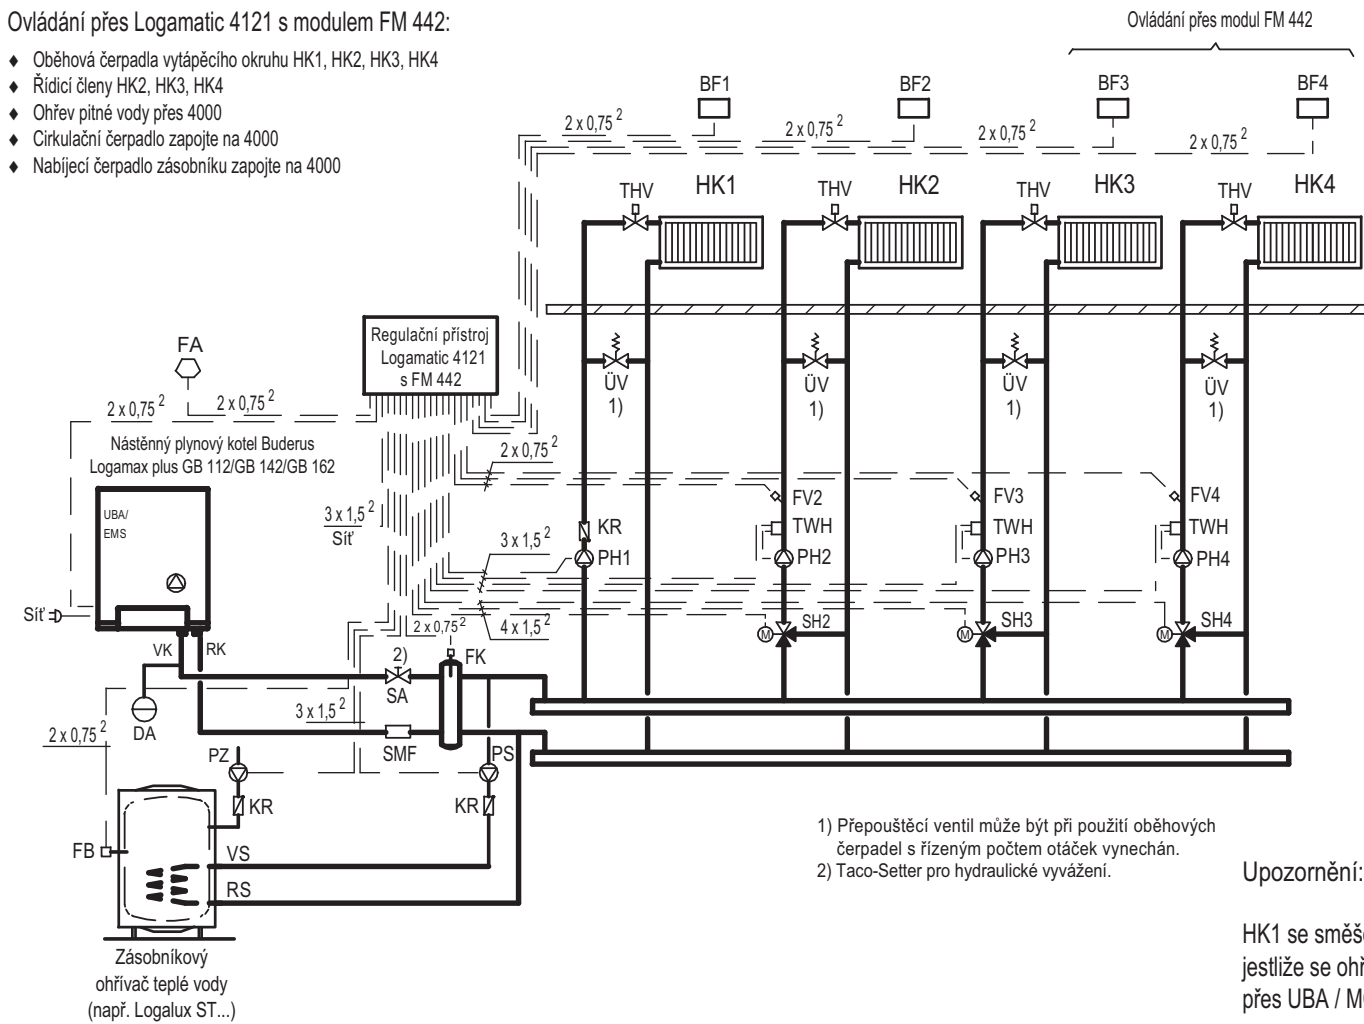 Ovládání přes Logamatic 4121 s modulem FM 442:
♦ Oběhová čerpadla vytápěcího okruhu HK1, HK2, HK3, HK4
♦ Řídicí členy HK2, HK3, HK4
♦ Ohřev pitné vody přes 4000
♦ Cirkulační čerpadlo zapojte na 4000
♦ Nabíjecí čerpadlo zásobníku zapojte na 4000
Ovládání přes modul FM 442
BF1 BF2 BF3 BF4
2 x 0,75 ² 2 x 0,75 ² 2 x 0,75 ² 2 x 0,75 ²
THV HK1 THV HK2 THV HK3 THV HK4
Regulační přístroj
Logamatic 4121
s FM 442
FA
2 x 0,75 ² 2 x 0,75 ²
ÜV ÜV ÜV ÜV
1) 1) 1) 1)
Nástěnný plynový kotel Buderus
Logamax plus GB 112/GB 142/GB 162
2 x 0,75 ²
UBA/
EMS
3 x 1,5 ²
Síť
FV2 FV3 FV4
KR TWH TWH TWH
3 x 1,5 ²
PH1 PH2 PH3 PH4
Síť
4 x 1,5 ²
2 x 0,75 ²
M SH2 M SH3 M SH4
VK RK
2)
FK
SA
3 x 1,5 ²
DA
2 x 0,75 ²
SMF
PZ PS
KR KR
FB
VS
RS
Zásobníkový
ohřívač teplé vody
(např. Logalux ST...)
1) Přepouštěcí ventil může být při použití oběhových
čerpadel s řízeným počtem otáček vynechán.
2) Taco-Setter pro hydraulické vyvážení.
Upozornění:
HK1 se
jestliže se
přes UBA /